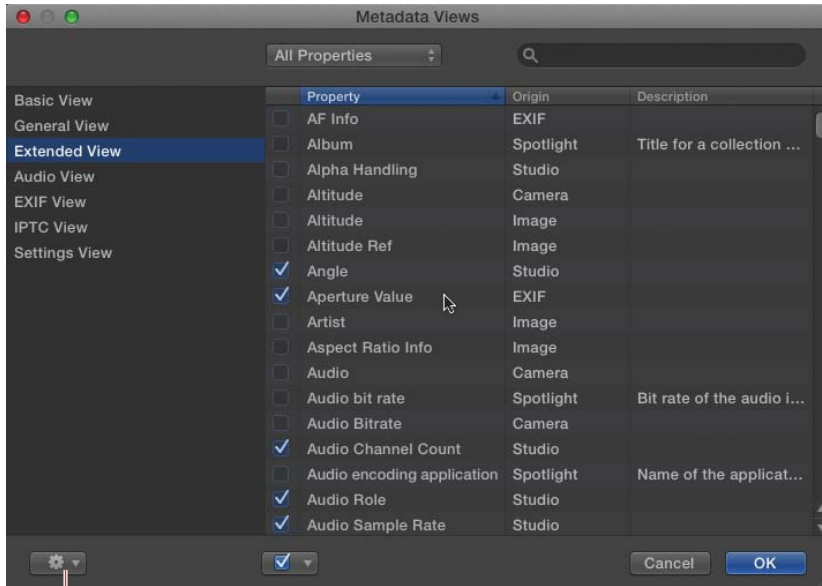 Metadata Views
All Properties
Basic View
General View
Extended View
Audio View
EXIF View
IPTC View
Settings View
Property Origin Description
AF Info EXIF
Album Spotlight Title for a collection ...
Alpha Handling Studio
Altitude Camera
Altitude Image
Altitude Ref Image
Angle Studio
Aperture Value EXIF
Artist Image
Aspect Ratio Info Image
Audio Camera
Audio bit rate Spotlight Bit rate of the audio i...
Audio Bitrate Camera
Audio Channel Count Studio
Audio encoding application Spotlight Name of the applicat...
Audio Role Studio
Audio Sample Rate Studio
Cancel OK